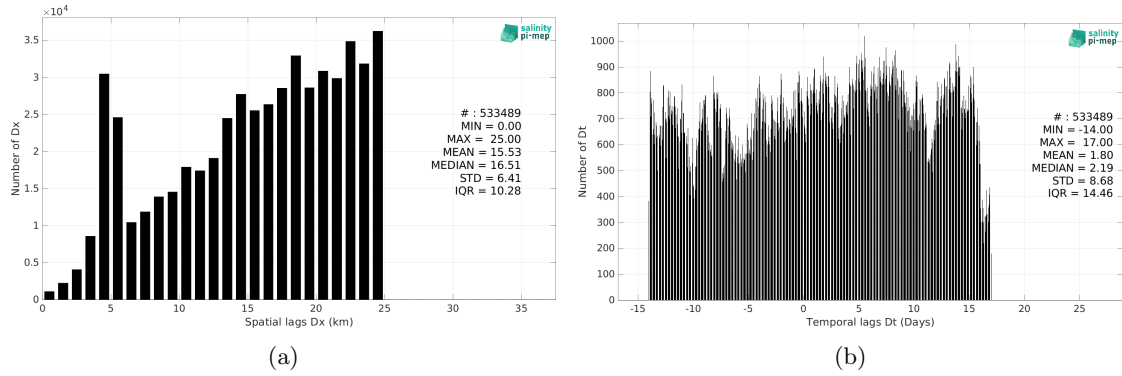 ×10^4
3.5
3
2.5
2
1.5
1
0.5
0
0 5 10 15 20 25 30 35
Number of Dx
Spatial lags Dx (km)
salinity
pi-mep
# : 533489
MIN = 0.00
MAX = 25.00
MEAN = 15.53
MEDIAN = 16.51
STD = 6.41
IQR = 10.28
(a)
1000
900
800
700
600
500
400
300
200
100
0
-15 -10 -5 0 5 10 15 20 25
Number of Dt
Temporal lags Dt (Days)
salinity
pi-mep
# : 533489
MIN = -14.00
MAX = 17.00
MEAN = 1.80
MEDIAN = 2.19
STD = 8.68
IQR = 14.46
(b)